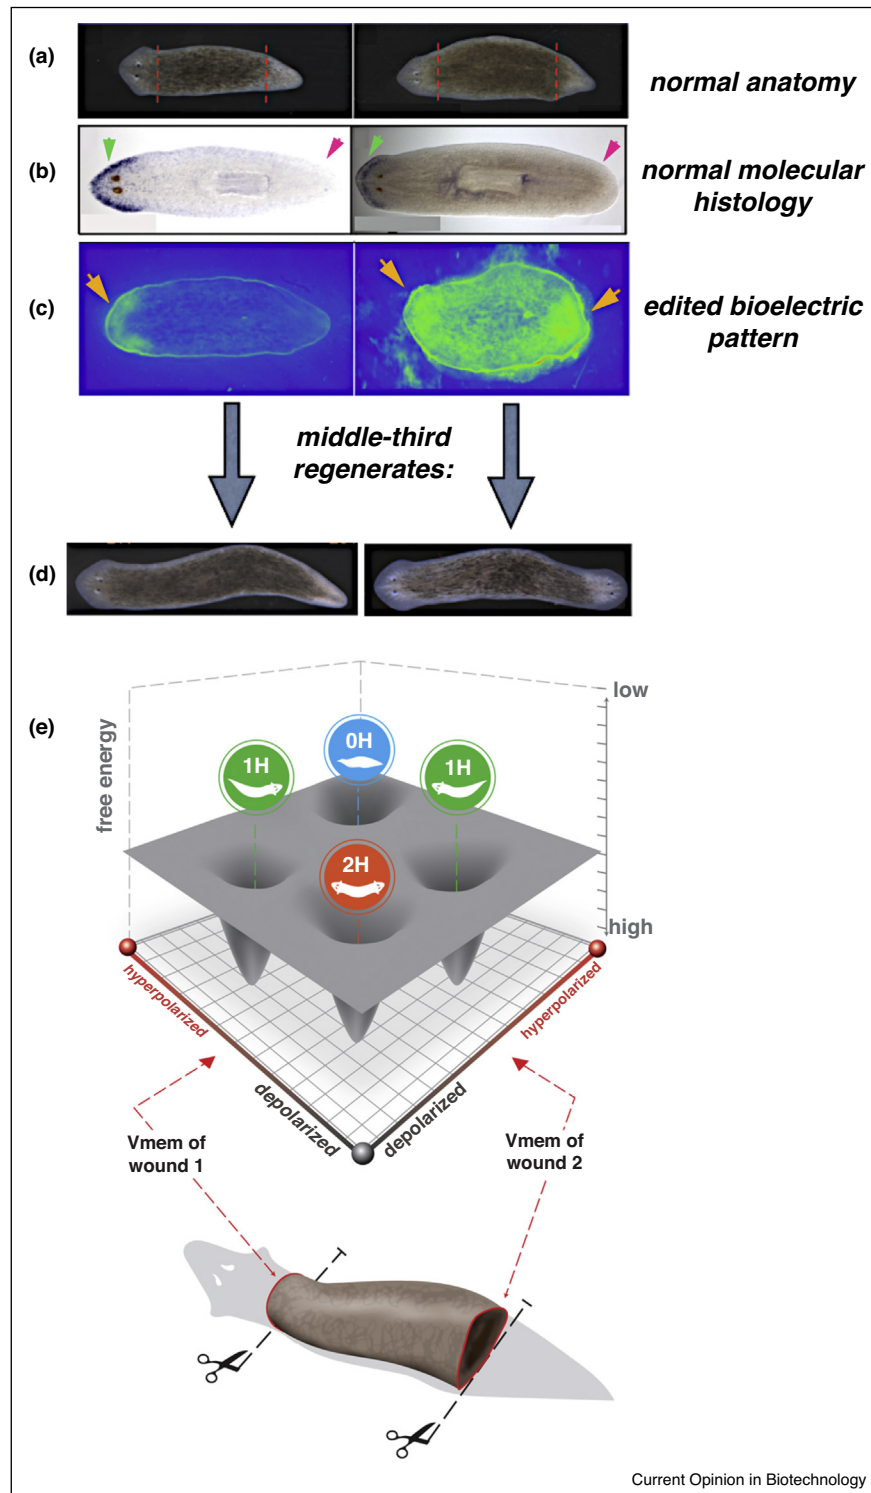 (a)
normal anatomy
(b)
normal molecular
histology
(c)
edited bioelectric
pattern
middle-third
regenerates:
(d)
(e)
free energy
low
high
0H
1H
1H
2H
hyperpolarized
depolarized
depolarized
hyperpolarized
Vmem of
wound 1
Vmem of
wound 2
Current Opinion in Biotechnology